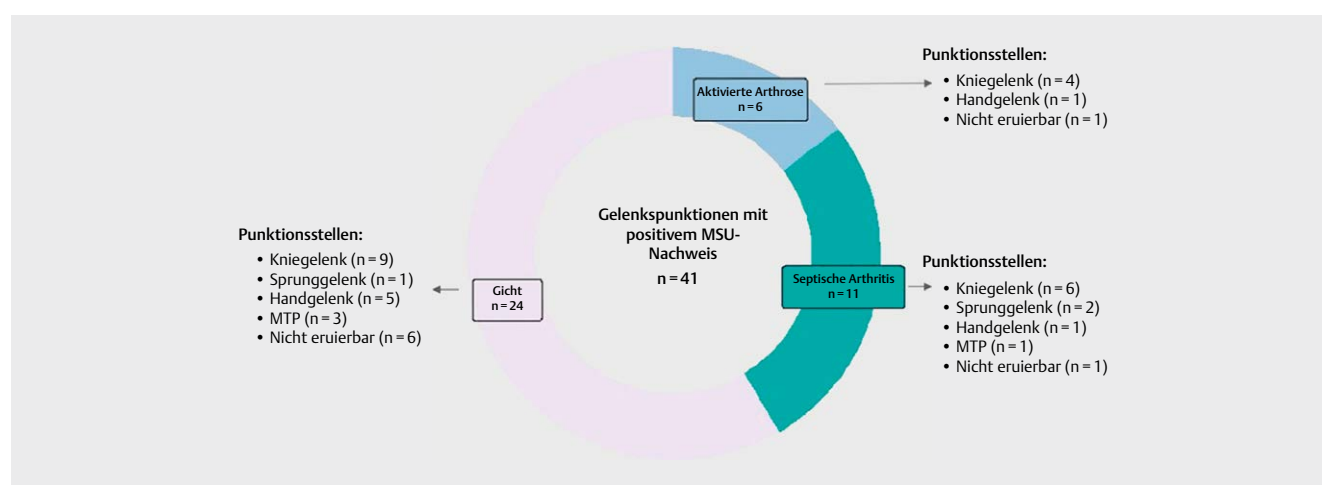 Punktionsstellen:
• Kniegelenk (n = 4)
• Handgelenk (n = 1)
• Nicht eruierbar (n = 1)
Aktivierte Arthrose
n = 6
Gelenkspunktionen mit
positivem MSU-
Nachweis
n = 41
Punktionsstellen:
• Kniegelenk (n = 9)
• Sprunggelenk (n = 1)
• Handgelenk (n = 5)
• MTP (n = 3)
• Nicht eruierbar (n = 6)
Gicht
n = 24
Septische Arthritis
n = 11
Punktionsstellen:
• Kniegelenk (n = 6)
• Sprunggelenk (n = 2)
• Handgelenk (n = 1)
• MTP (n = 1)
• Nicht eruierbar (n = 1)